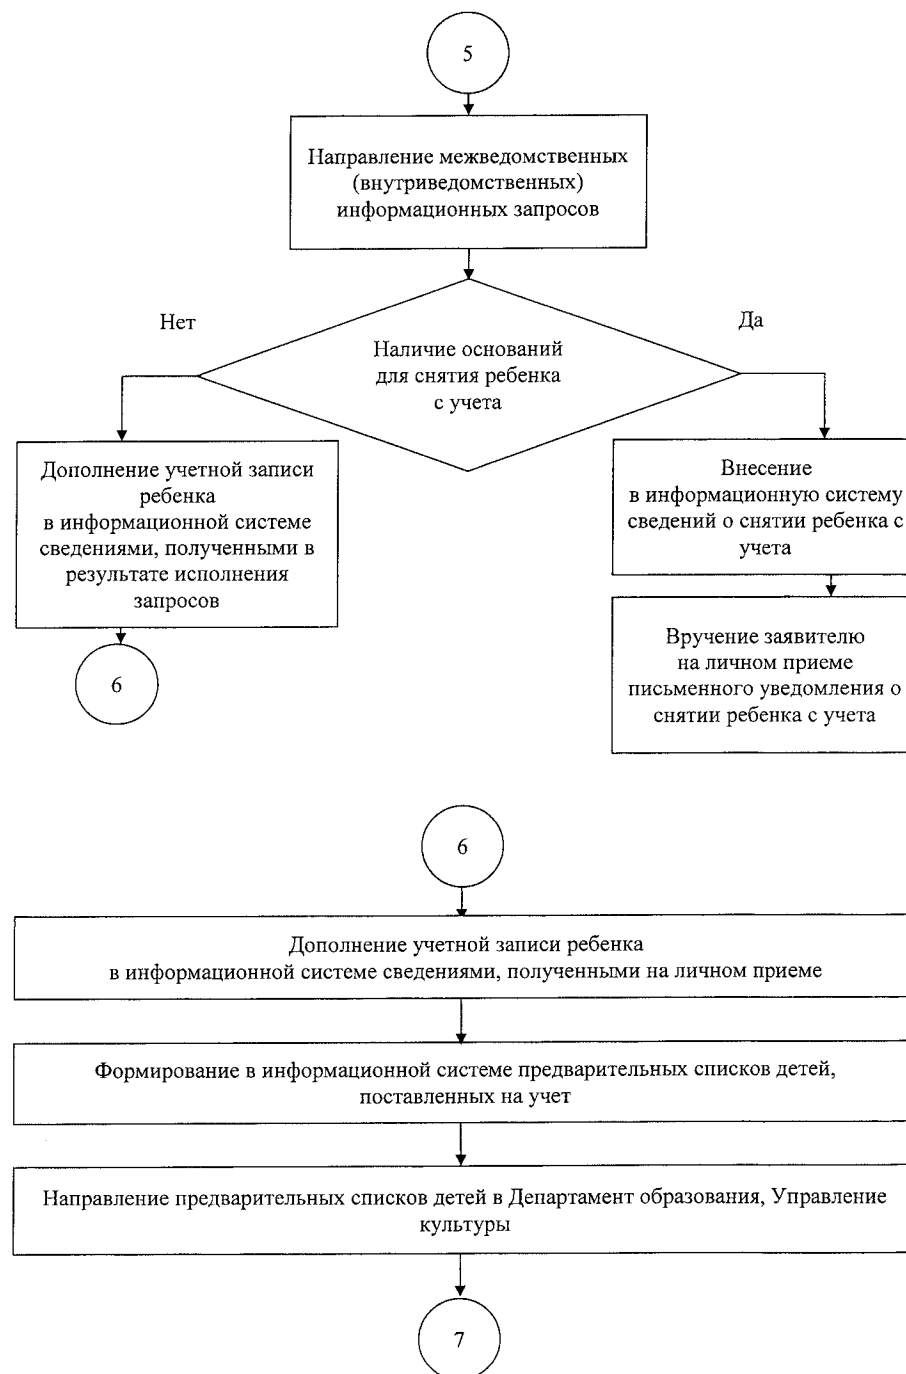 5
Направление межведомственных
(внутриведомственных)
информационных запросов
Нет
Да
Наличие оснований
для снятия ребенка
с учета
Дополнение учетной записи
ребенка
в информационной системе
сведениями, полученными в
результате исполнения
запросов
6
Внесение
в информационную систему
сведений о снятии ребенка с
учета
Вручение заявителю
на личном приеме
письменного уведомления о
снятии ребенка с учета
6
Дополнение учетной записи ребенка
в информационной системе сведениями, полученными на личном приеме
Формирование в информационной системе предварительных списков детей,
поставленных на учет
Направление предварительных списков детей в Департамент образования, Управление
культуры
7